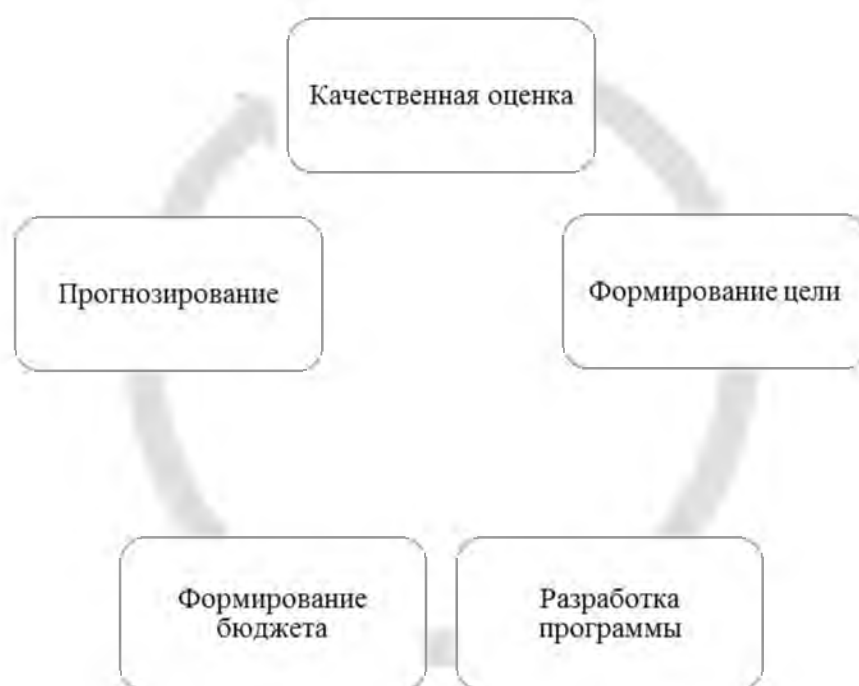 Качественная оценка
Формирование цели
Разработка
программы
Формирование
бюджета
Прогнозирование